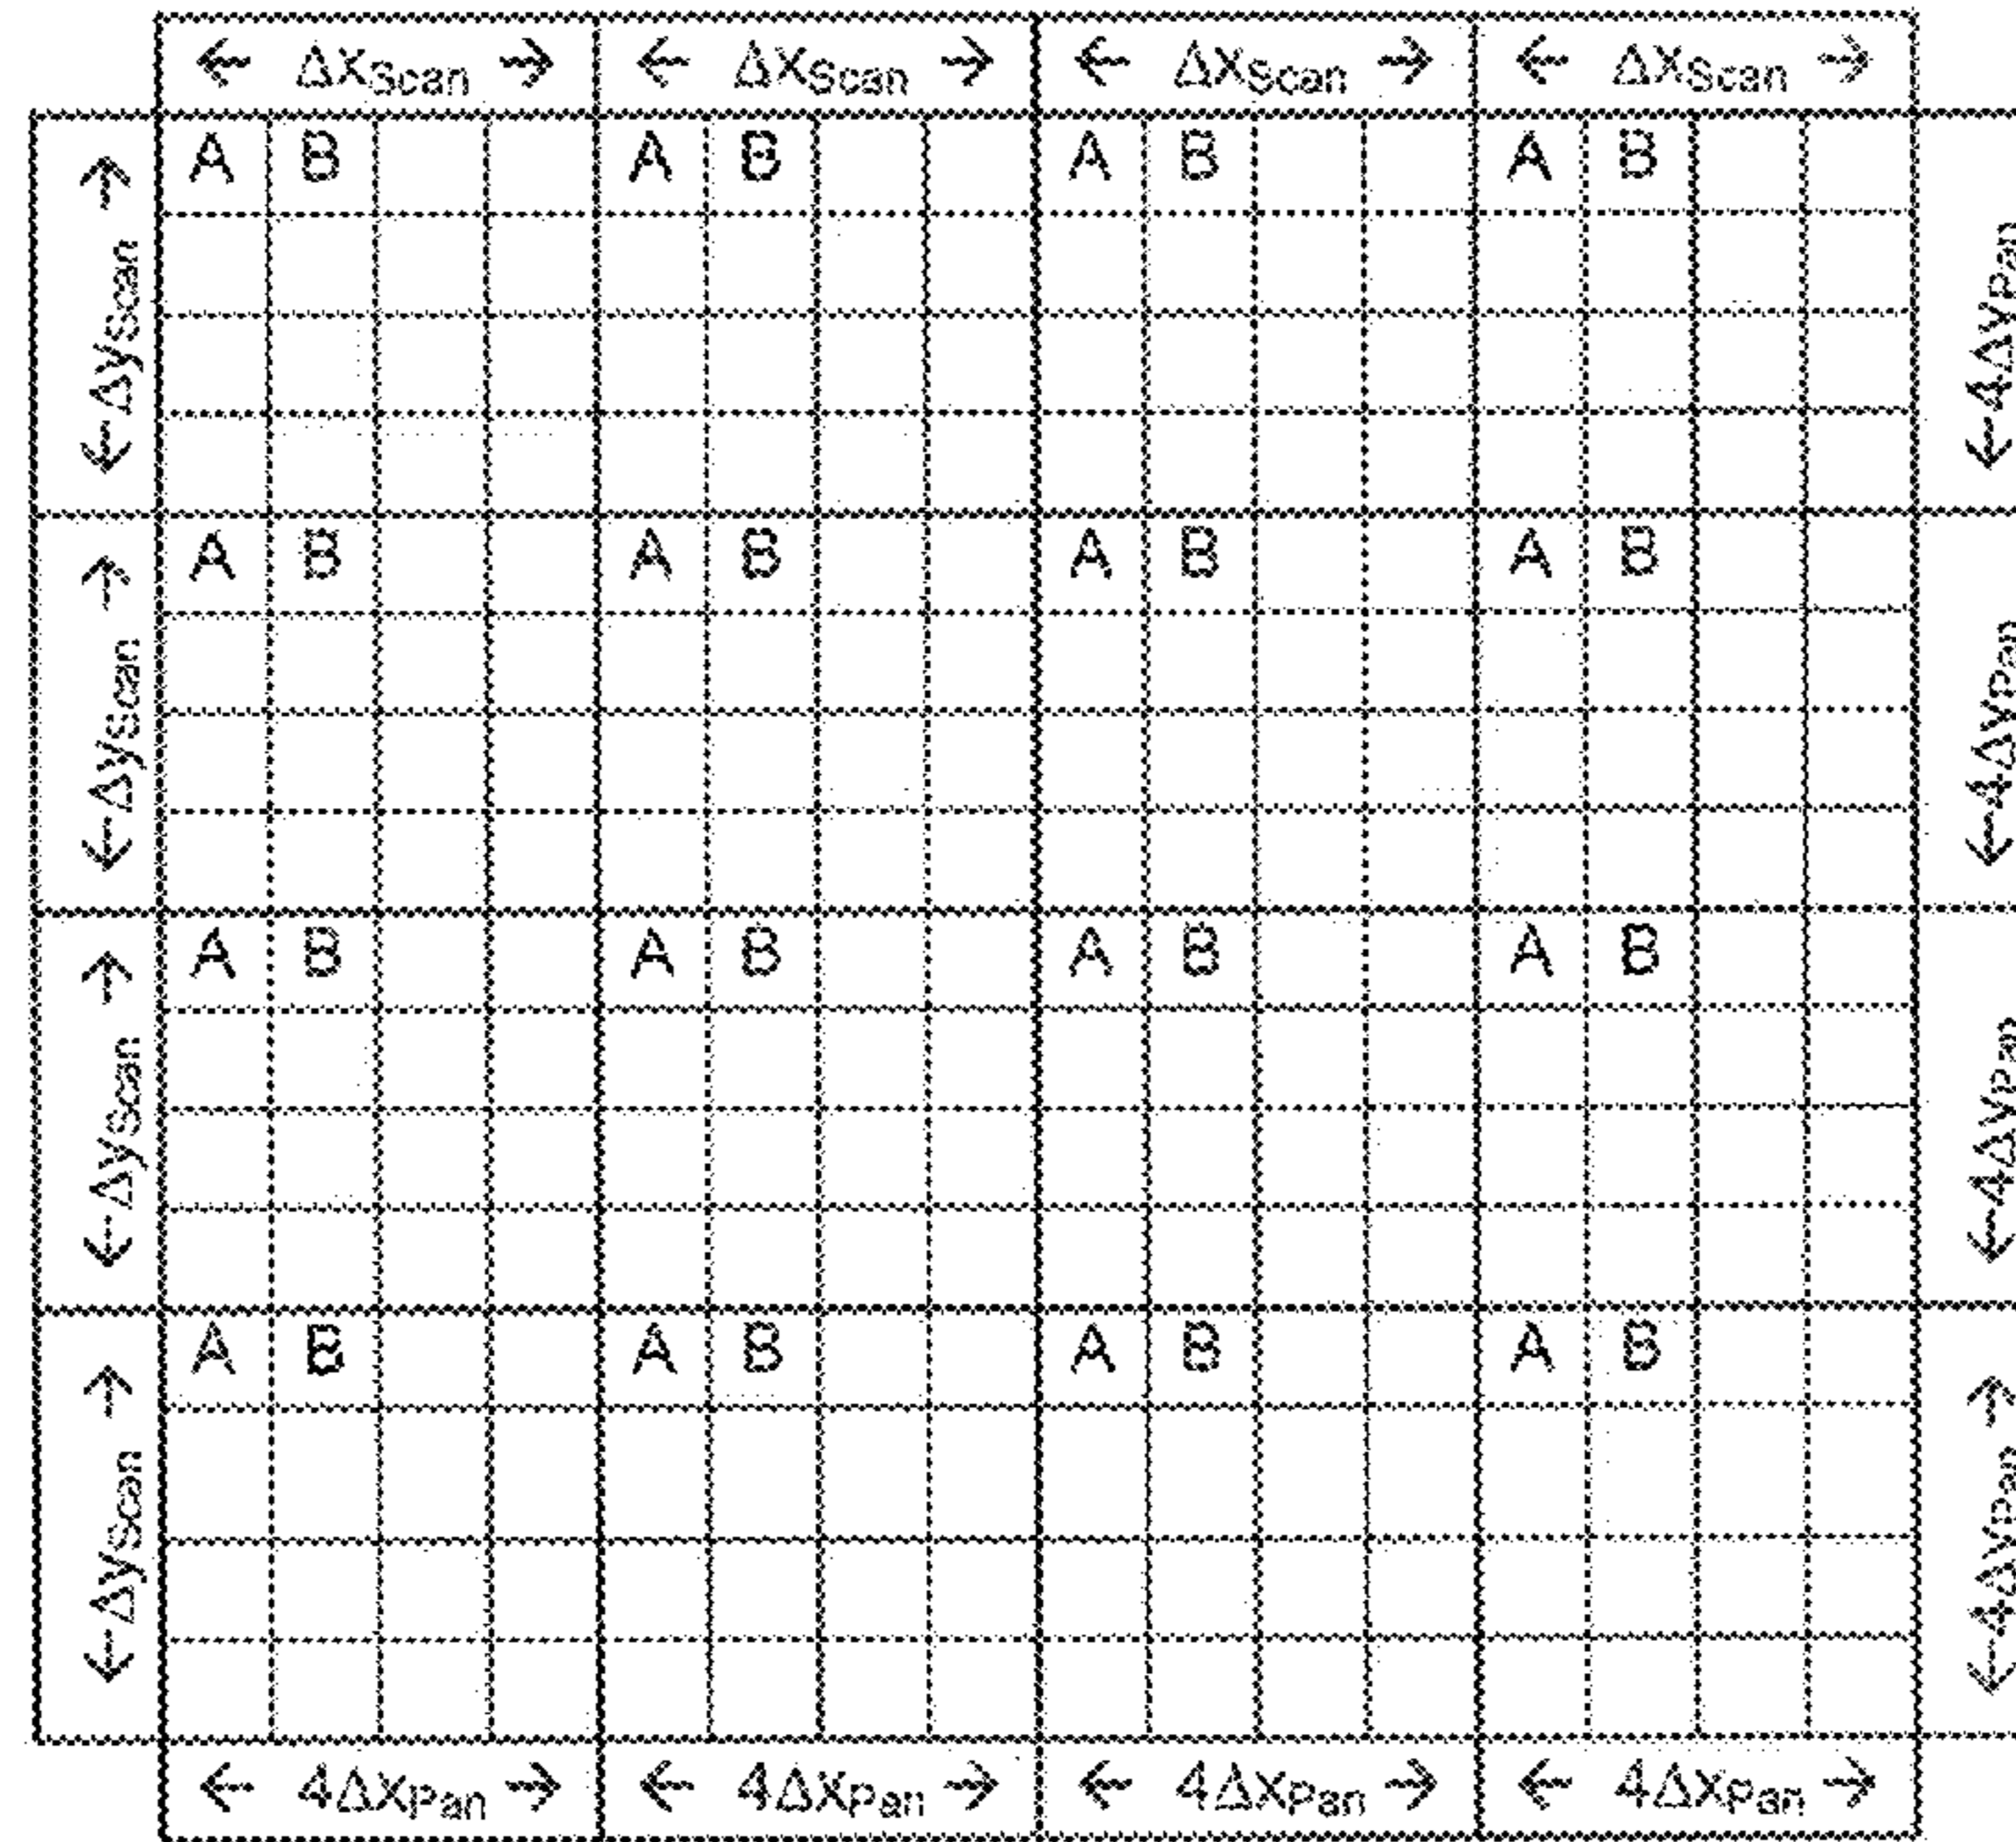 ← ΔxScan → ← ΔxScan → ← ΔxScan → ← ΔxScan →
A B A B A B A B
←ΔyScan →
←4ΔyPan
A B A B A B A B
←ΔyScan →
←4ΔyPan
A B A B A B A B
←ΔyScan →
←4ΔyPan
A B A B A B A B
←ΔyScan →
←4ΔyPan →
← 4ΔxPan → ← 4ΔxPan → ← 4ΔxPan → ← 4ΔxPan →